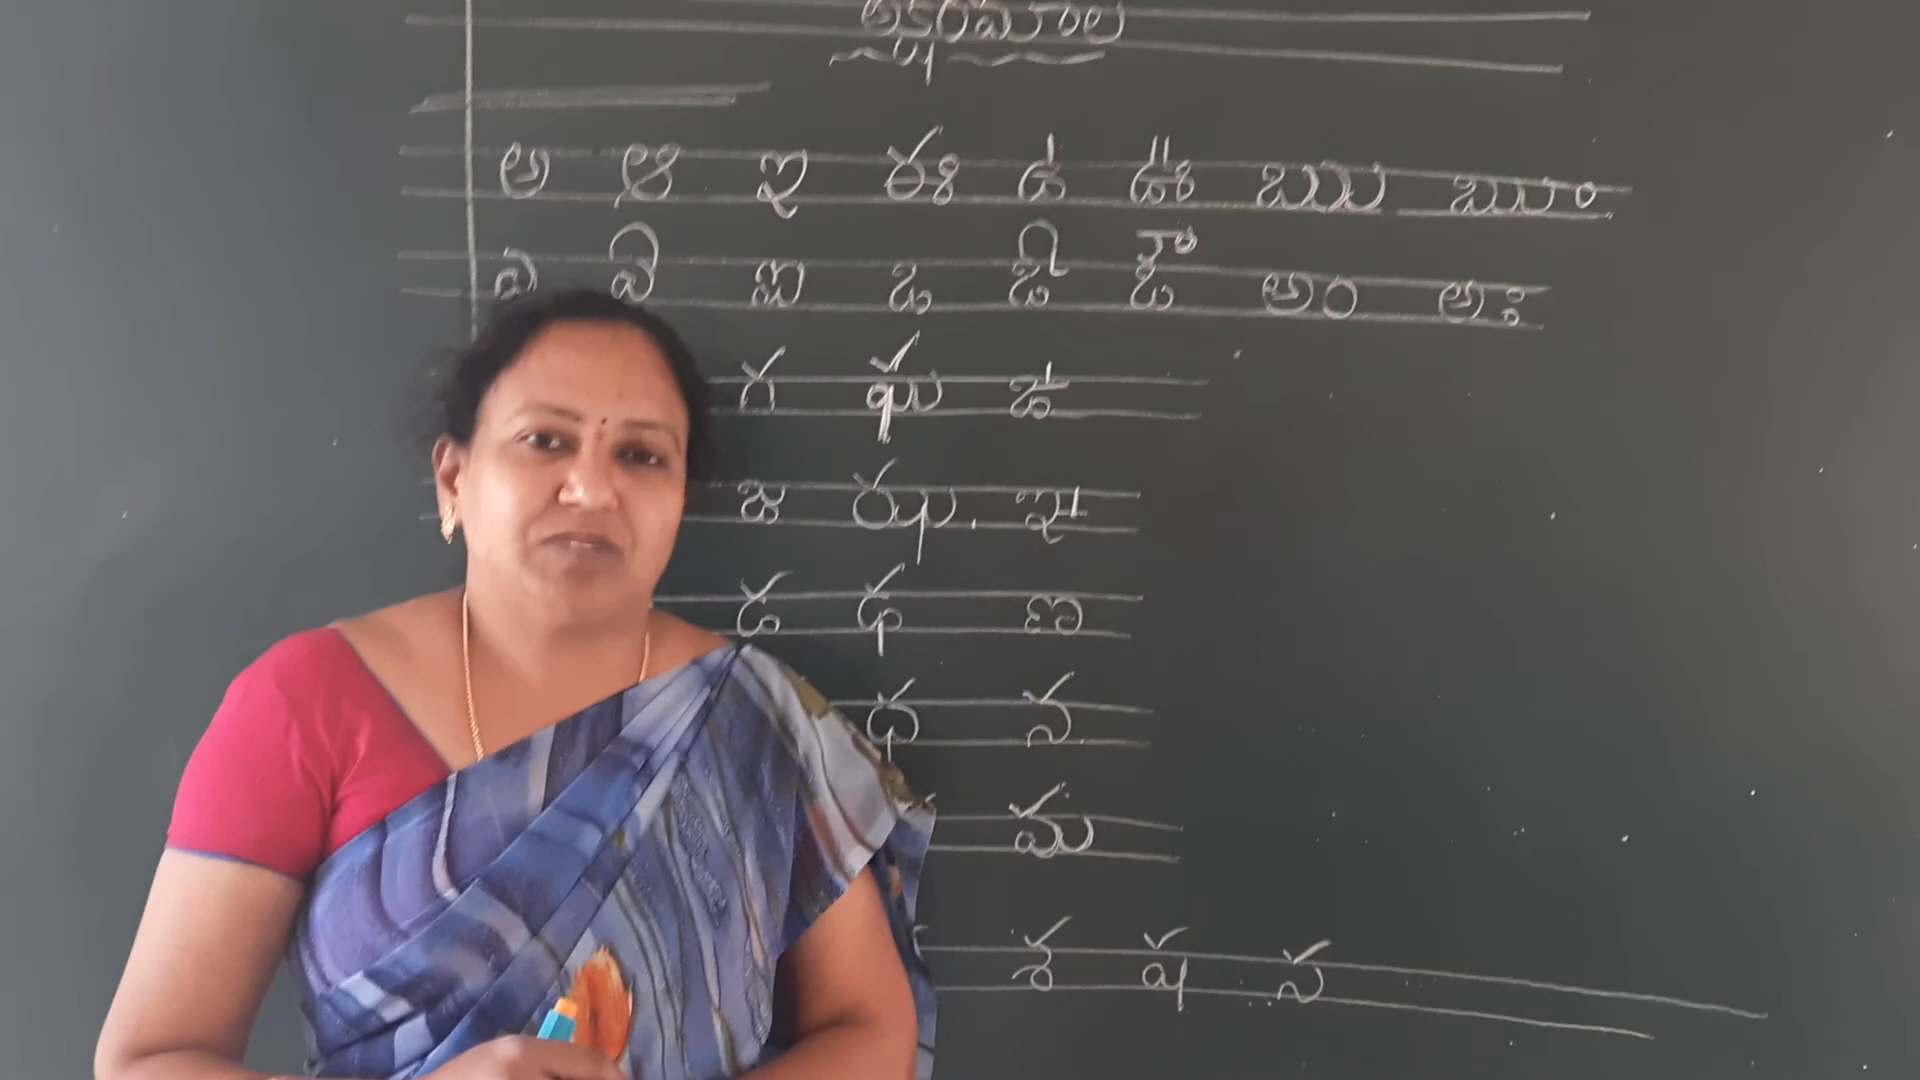 అక్షరమాల
అ ఆ ఇ ఈ ఉ ఊ ఋ ౠ
ఎ ఏ ఐ ఒ ఓ ఔ అం అః
గ ఘ ఙ
జ ఝ ఞ
డ ఢ ణ
ధ న
మ
శ ష స